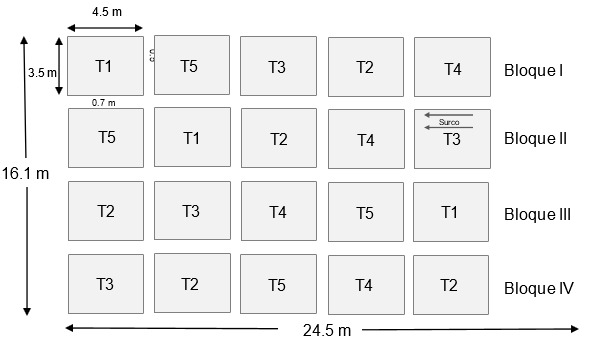 4.5 m
T1 T5 T3 T2 T4 Bloque I
3.5 m
0.7 m
T5 T1 T2 T4 Surco T3 Bloque II
16.1 m
T2 T3 T4 T5 T1 Bloque III
T3 T2 T5 T4 T2 Bloque IV
24.5 m